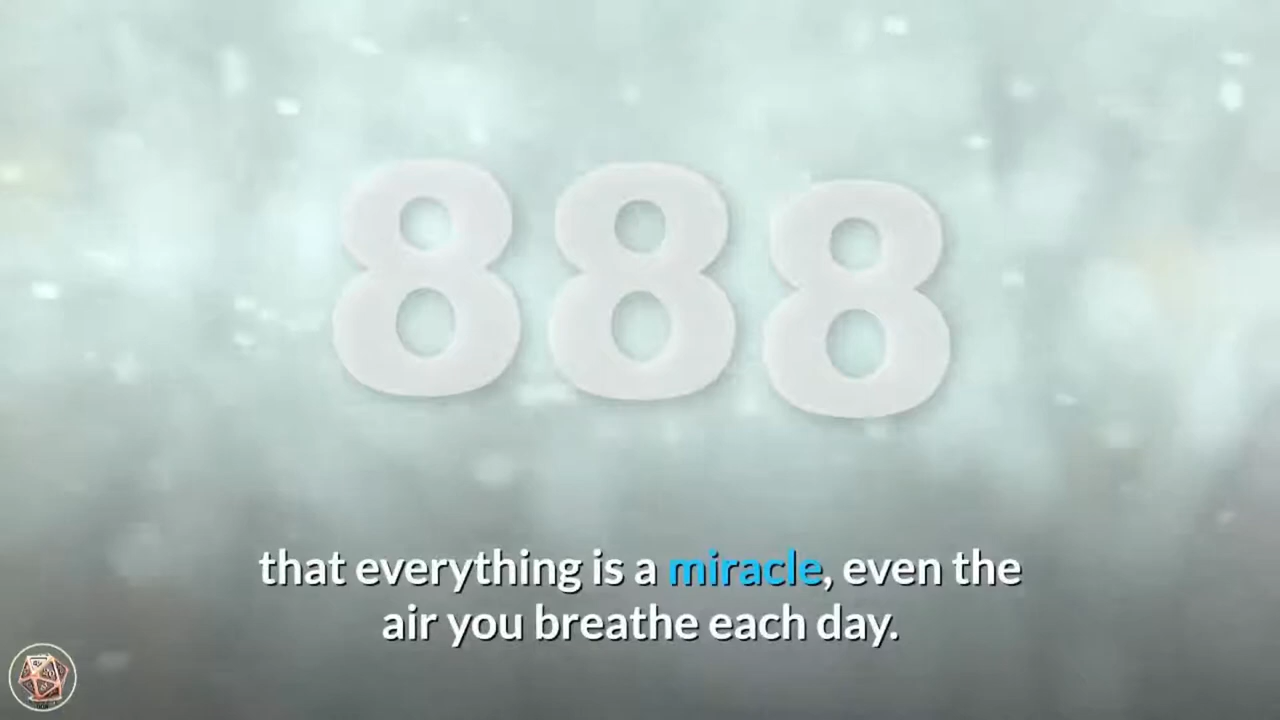 888
that everything is a miracle, even the
air you breathe each day.